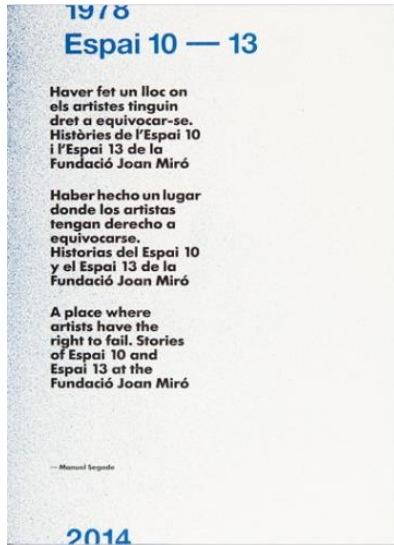 1978
Espai 10 — 13
Haver fet un lloc on
els artistes tinguin
dret a equivocar-se.
Històries de l'Espai 10
i l'Espai 13 de la
Fundació Joan Miró
Haber hecho un lugar
donde los artistas
tengan derecho a
equivocarse.
Historias del Espai 10
y el Espai 13 de la
Fundació Joan Miró
A place where
artists have the
right to fail. Stories
of Espai 10 and
Espai 13 at the
Fundació Joan Miró
— Manuel Segade
2014